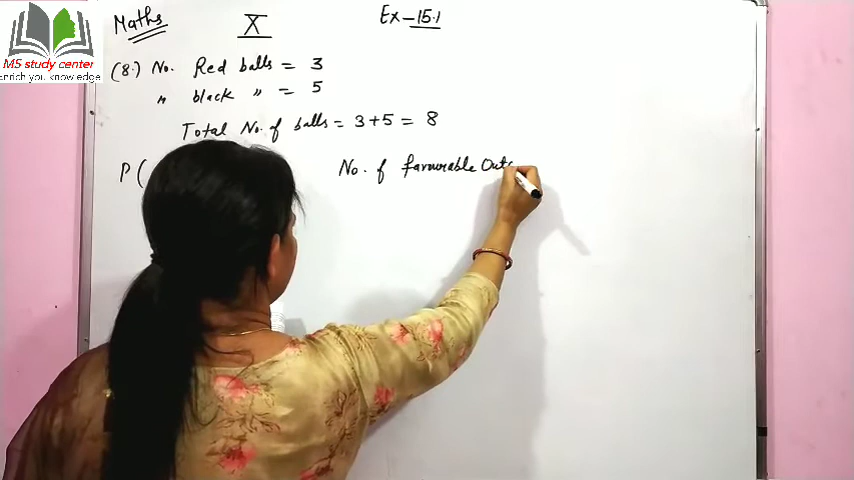 MS study center
Enrich you knowledge
Maths X Ex-15.1
(8.) No. Red balls = 3
" black " = 5
Total No. of balls = 3+5 = 8
P( No. of favourable Outc